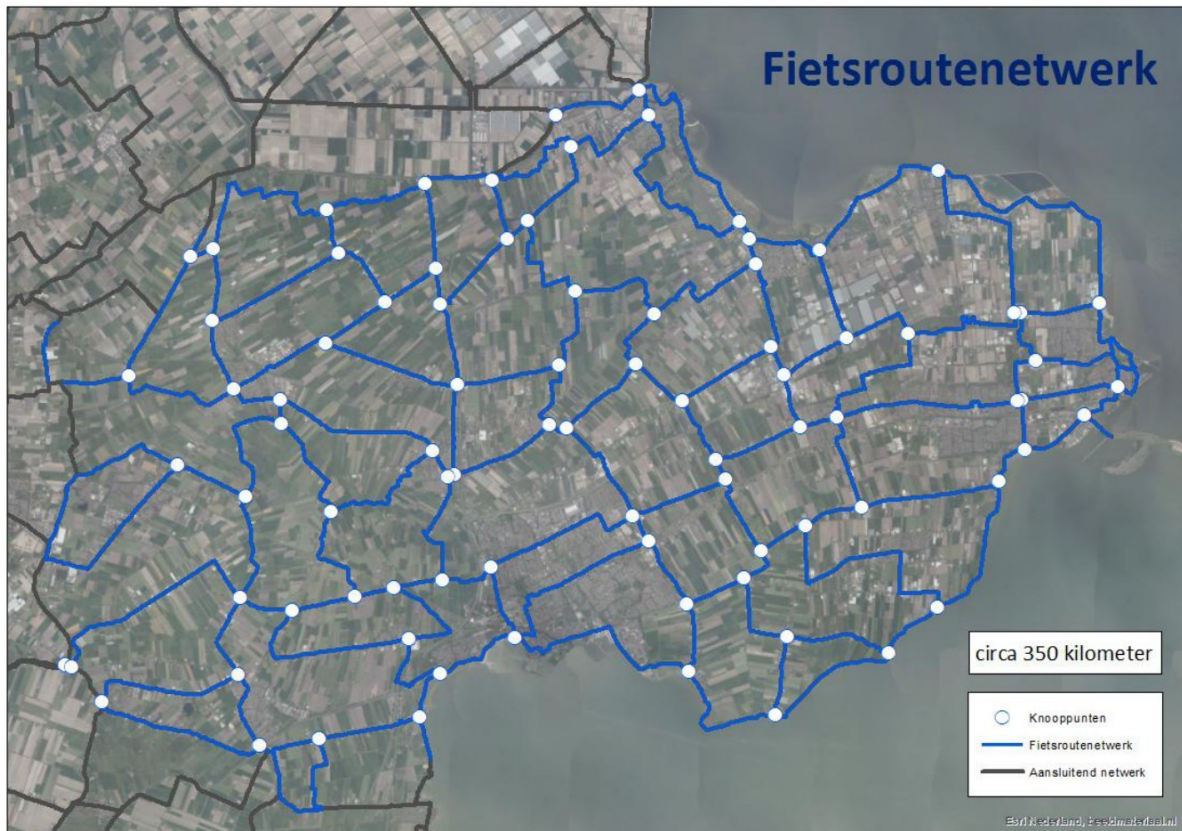 Fietsroutenetwerk
circa 350 kilometer
Knooppunten
Fietsroutenetwerk
Aansluitend netwerk
Esri Nederland, beeldmateriaal.nl